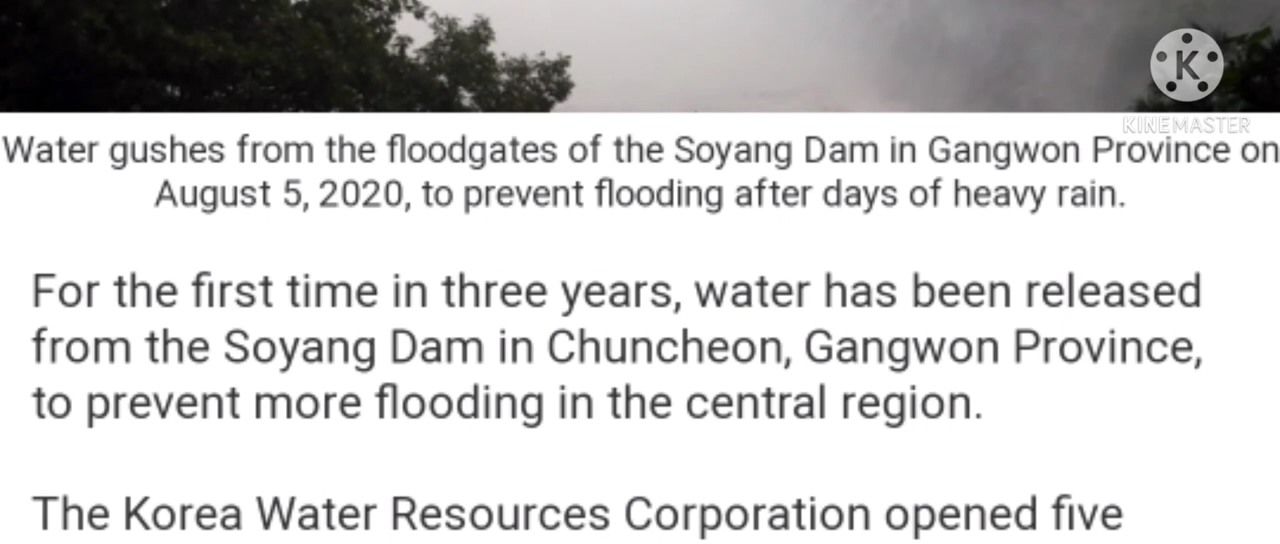 K
KINEMASTER
Water gushes from the floodgates of the Soyang Dam in Gangwon Province on
August 5, 2020, to prevent flooding after days of heavy rain.
For the first time in three years, water has been released
from the Soyang Dam in Chuncheon, Gangwon Province,
to prevent more flooding in the central region.
The Korea Water Resources Corporation opened five